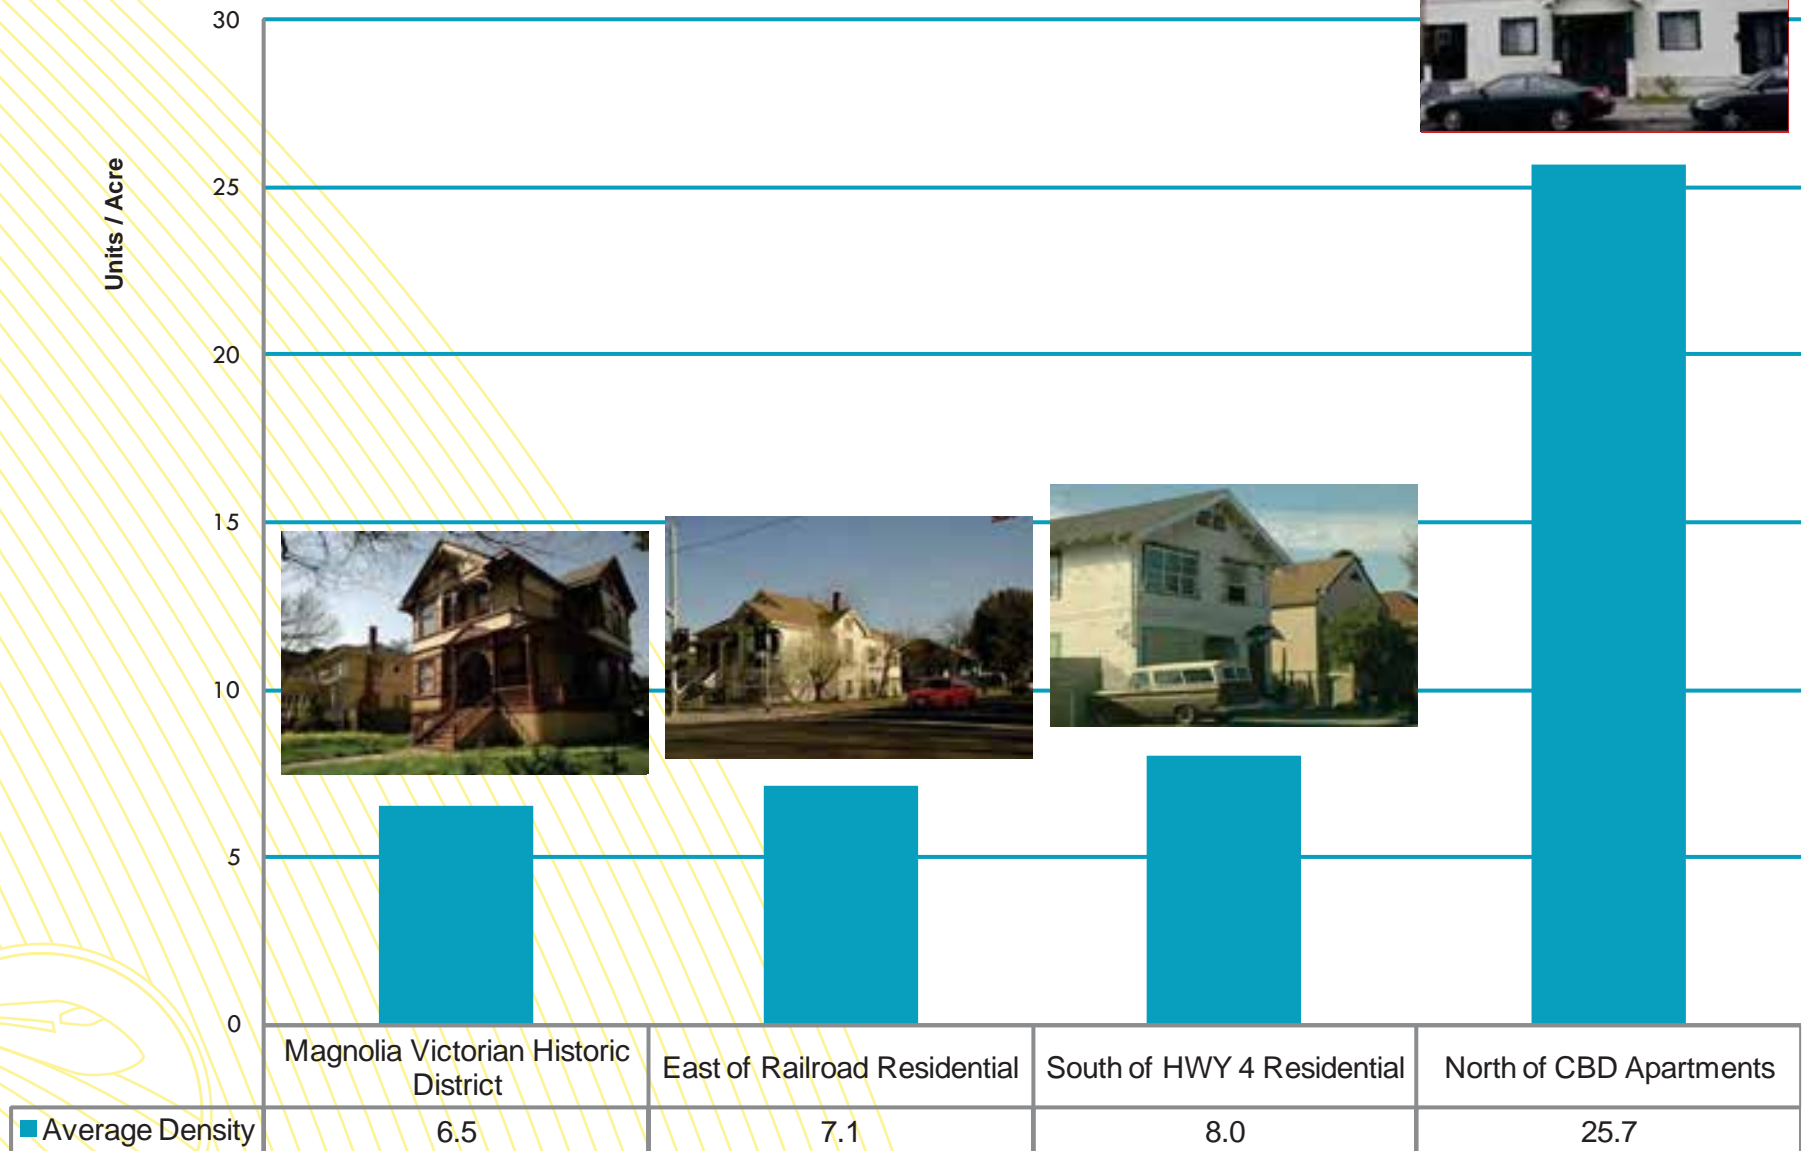 30
Units / Acre
25
20
15
10
5
0
Magnolia Victorian Historic
District
East of Railroad Residential
South of HWY 4 Residential
North of CBD Apartments
Average Density
6.5
7.1
8.0
25.7